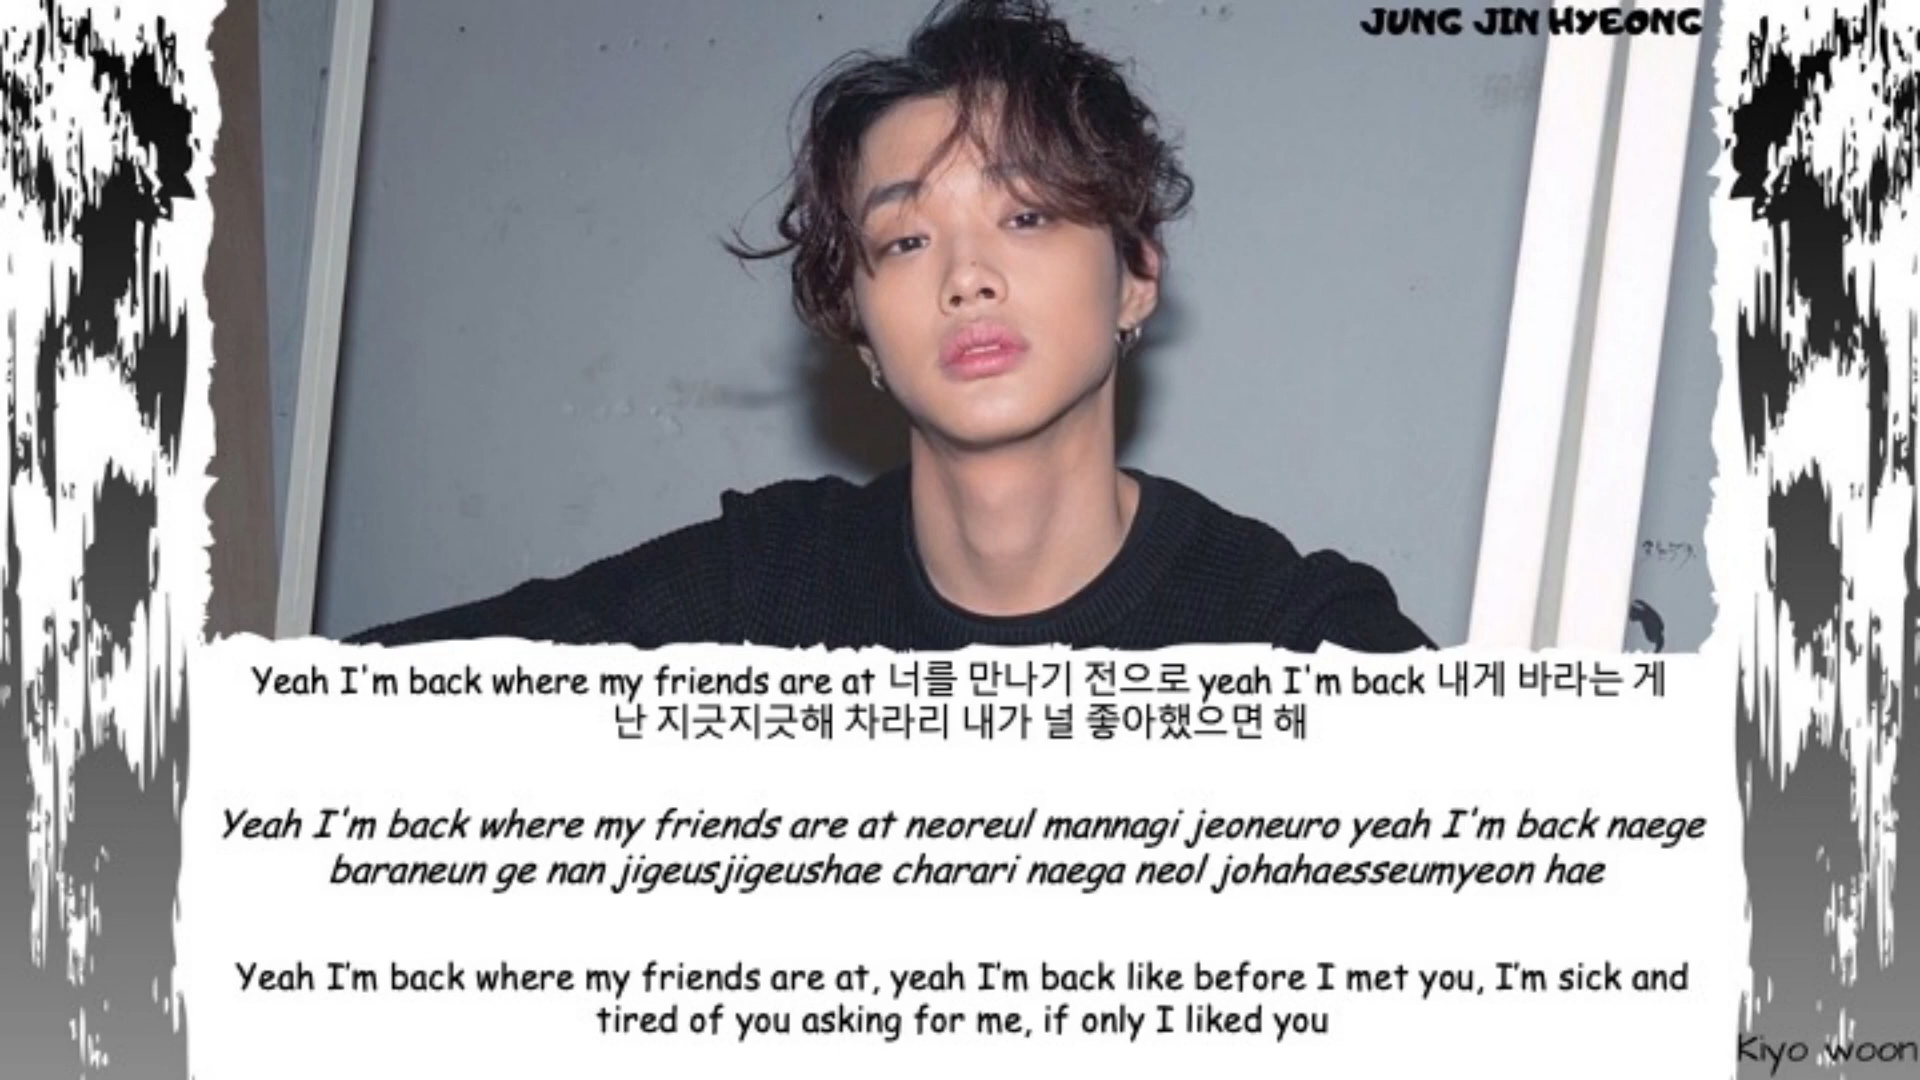 JUNG JIN HYEONG
Yeah I'm back where my friends are at 너를 만나기 전으로 yeah I'm back 내게 바라는 게
난 지긋지긋해 차라리 내가 널 좋아했으면 해
Yeah I'm back where my friends are at neoreul mannagi jeoneuro yeah I'm back naege
baraneun ge nan jigeusjigeushae charari naega neol johahaesseumyeon hae
Yeah I'm back where my friends are at, yeah I'm back like before I met you, I'm sick and
tired of you asking for me, if only I liked you
Kiyo woon